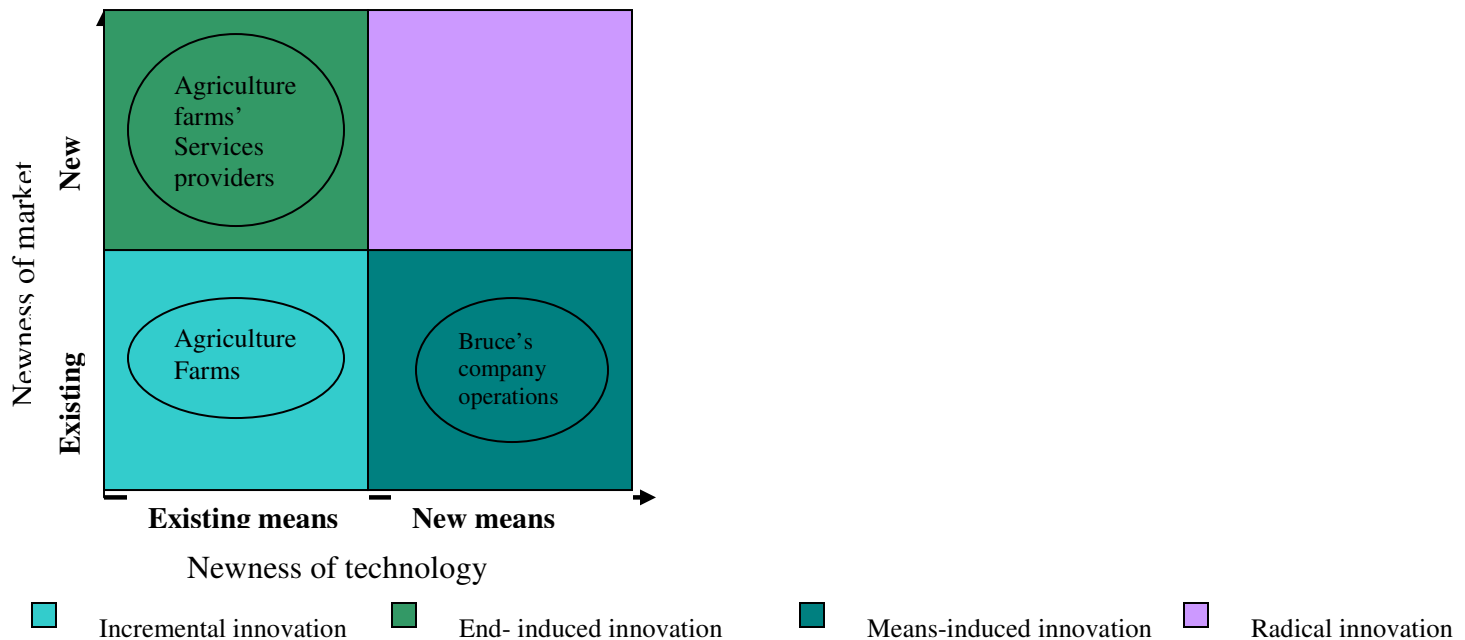 Agriculture
farms’
Services
providers
New
Newness of market
Agriculture
Farms
Bruce’s
company
operations
Existing
Existing means
New means
Newness of technology
Incremental innovation
End- induced innovation
Means-induced innovation
Radical innovation